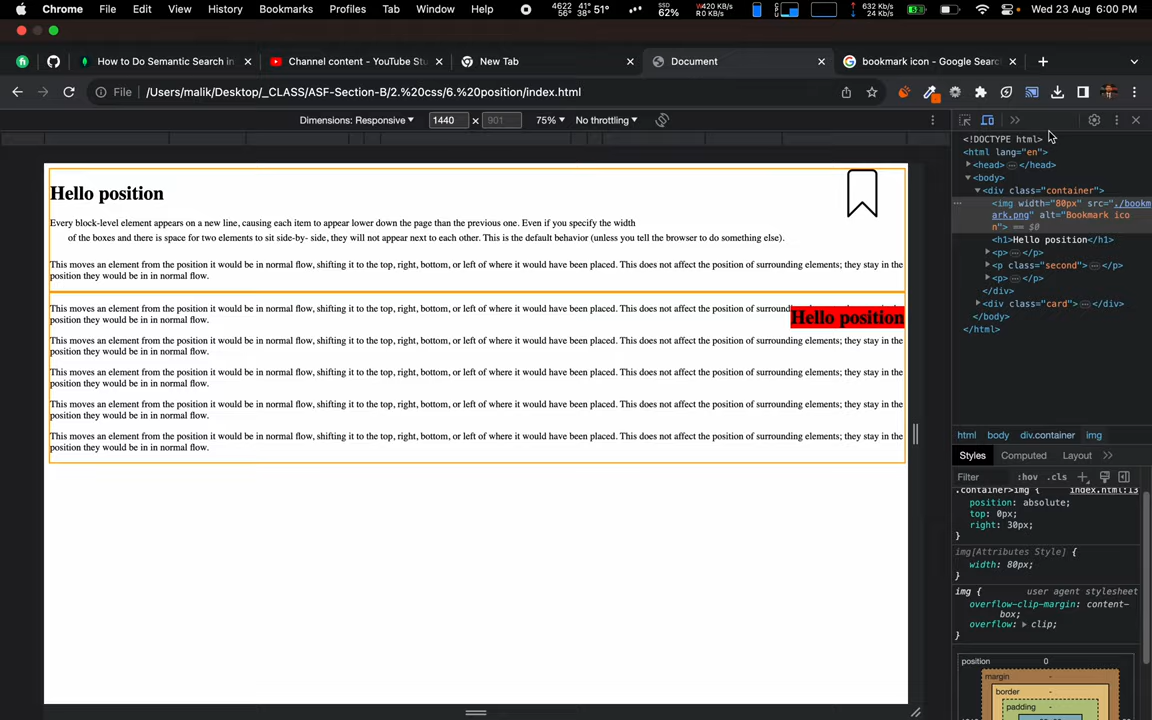 Chrome File Edit View History Bookmarks Profiles Tab Window Help 4622 41° 51° 56° 38° 51° SSD 62% W420 KB/s R0 KB/s 632 Kb/s 24 Kb/s Wed 23 Aug 6:00 PM
How to Do Semantic Search in Channel content - YouTube Stu New Tab Document bookmark icon - Google Searc
File /Users/malik/Desktop/_CLASS/ASF-Section-B/2.%20css/6.%20position/index.html
Dimensions: Responsive 1440 × 901 75% No throttling
Hello position
Every block-level element appears on a new line, causing each item to appear lower down the page than the previous one. Even if you specify the width
of the boxes and there is space for two elements to sit side-by- side, they will not appear next to each other. This is the default behavior (unless you tell the browser to do something else).
This moves an element from the position it would be in normal flow, shifting it to the top, right, bottom, or left of where it would have been placed. This does not affect the position of surrounding elements; they stay in the
position they would be in in normal flow.
This moves an element from the position it would be in normal flow, shifting it to the top, right, bottom, or left of where it would have been placed. This does not affect the position of surround
position they would be in in normal flow.
Hello position
This moves an element from the position it would be in normal flow, shifting it to the top, right, bottom, or left of where it would have been placed. This does not affect the position of surrounding elements; they stay in the
position they would be in in normal flow.
This moves an element from the position it would be in normal flow, shifting it to the top, right, bottom, or left of where it would have been placed. This does not affect the position of surrounding elements; they stay in the
position they would be in in normal flow.
This moves an element from the position it would be in normal flow, shifting it to the top, right, bottom, or left of where it would have been placed. This does not affect the position of surrounding elements; they stay in the
position they would be in in normal flow.
This moves an element from the position it would be in normal flow, shifting it to the top, right, bottom, or left of where it would have been placed. This does not affect the position of surrounding elements; they stay in the
position they would be in in normal flow.
<!DOCTYPE html>
<html lang="en">
<head> </head>
<body>
<div class="container">
<img width="80px" src="./bookm
ark.png" alt="Bookmark ico
n"> == $0
<h1>Hello position</h1>
<p> </p>
<p class="second"> </p>
<p> </p>
</div>
<div class="card"> </div>
</body>
</html>
html body div.container img
Styles Computed Layout
Filter :hov .cls
.container>img { index.html:13
position: absolute;
top: 0px;
right: 30px;
}
img[Attributes Style] {
width: 80px;
}
img { user agent stylesheet
overflow-clip-margin: content-
box;
overflow: clip;
}
position 0
margin -
border -
padding -